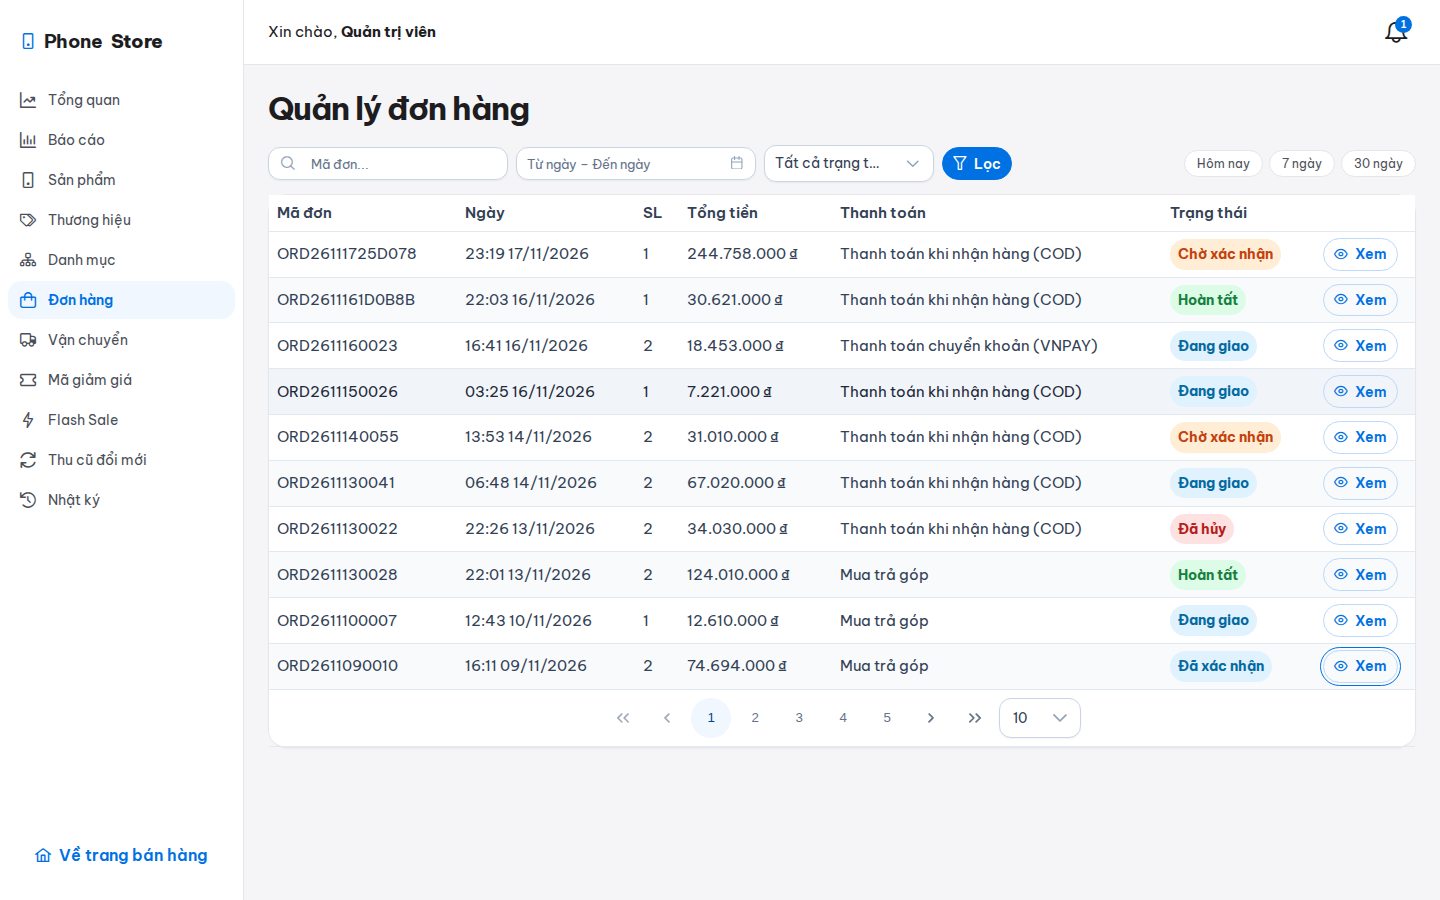 Phone Store
Xin chào, Quản trị viên
1
Tổng quan
Báo cáo
Sản phẩm
Thương hiệu
Danh mục
Đơn hàng
Vận chuyển
Mã giảm giá
Flash Sale
Thu cũ đổi mới
Nhật ký
Về trang bán hàng
Quản lý đơn hàng
Mã đơn...
Từ ngày – Đến ngày
Tất cả trạng t...
Lọc
Hôm nay
7 ngày
30 ngày
Mã đơn Ngày SL Tổng tiền Thanh toán Trạng thái
ORD26111725D078 23:19 17/11/2026 1 244.758.000 ₫ Thanh toán khi nhận hàng (COD) Chờ xác nhận Xem
ORD2611161D0B8B 22:03 16/11/2026 1 30.621.000 ₫ Thanh toán khi nhận hàng (COD) Hoàn tất Xem
ORD2611160023 16:41 16/11/2026 2 18.453.000 ₫ Thanh toán chuyển khoản (VNPAY) Đang giao Xem
ORD2611150026 03:25 16/11/2026 1 7.221.000 ₫ Thanh toán khi nhận hàng (COD) Đang giao Xem
ORD2611140055 13:53 14/11/2026 2 31.010.000 ₫ Thanh toán khi nhận hàng (COD) Chờ xác nhận Xem
ORD2611130041 06:48 14/11/2026 2 67.020.000 ₫ Thanh toán khi nhận hàng (COD) Đang giao Xem
ORD2611130022 22:26 13/11/2026 2 34.030.000 ₫ Thanh toán khi nhận hàng (COD) Đã hủy Xem
ORD2611130028 22:01 13/11/2026 2 124.010.000 ₫ Mua trả góp Hoàn tất Xem
ORD2611100007 12:43 10/11/2026 1 12.610.000 ₫ Mua trả góp Đang giao Xem
ORD2611090010 16:11 09/11/2026 2 74.694.000 ₫ Mua trả góp Đã xác nhận Xem
1 2 3 4 5 10